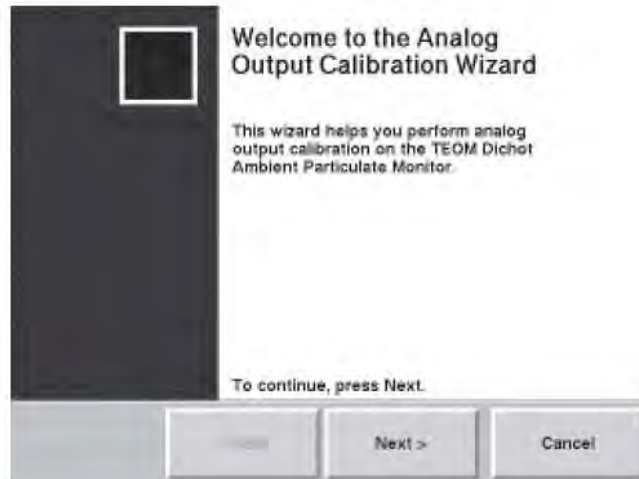 Welcome to the Analog
Output Calibration Wizard
This wizard helps you perform analog
output calibration on the TEOM Dichot
Ambient Particulate Monitor.
To continue, press Next.
Next >
Cancel